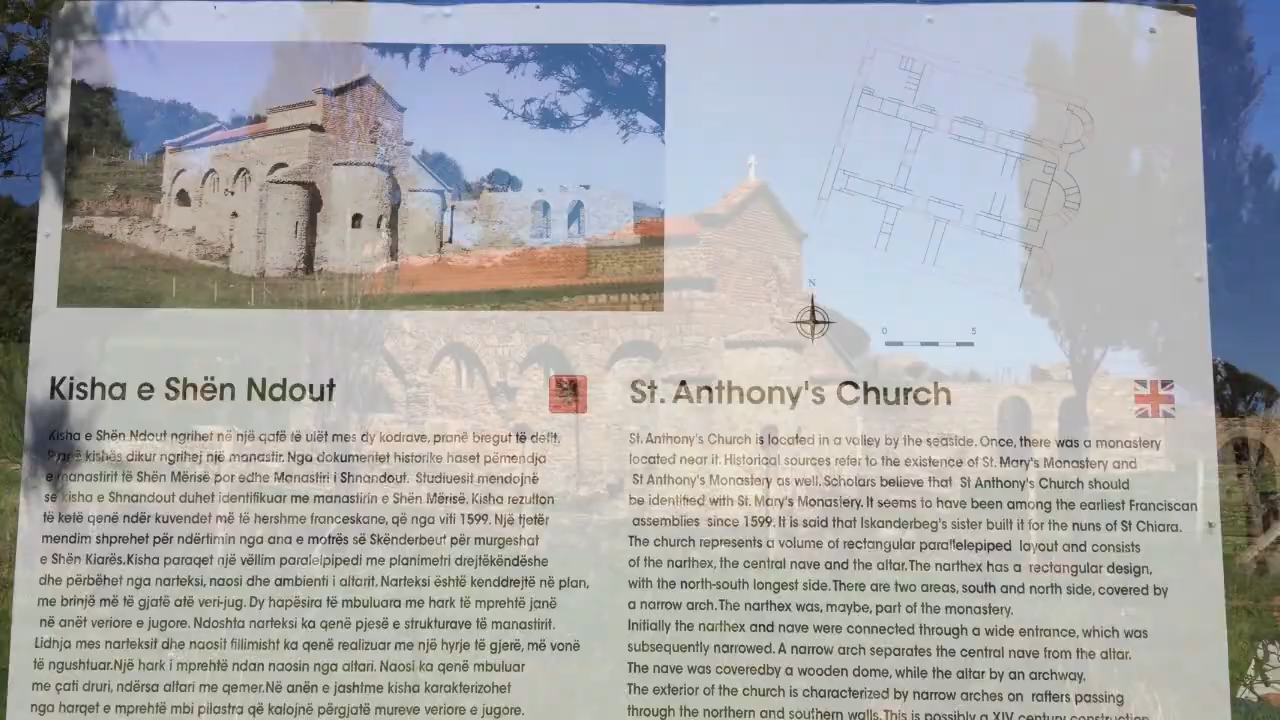 N
0 5
Kisha e Shën Ndout
Kisha e Shën Ndout ngrihet në një qafë të ulët mes dy kodrave, pranë bregut të detit.
Pranë kishës dikur ngrihej një manastir. Nga dokumentet historike haset përmendja
e manastirit të Shën Mërisë por edhe Manastiri i Shnandout. Studiuesit mendojnë
se kisha e Shnandout duhet identifikuar me manastirin e Shën Mërisë. Kisha rezulton
të ketë qenë ndër kuvendet më të hershme franceskane, që nga viti 1599. Një tjetër
mendim shprehet për ndërtimin nga ana e motrës së Skënderbeut për murgeshat
e Shën Kiarës.Kisha paraqet një vëllim paralelpipedi me planimetri drejtëkëndëshe
dhe përbëhet nga narteksi, naosi dhe ambienti i altarit. Narteksi është kenddrejtë në plan,
me brinjë më të gjatë atë veri-jug. Dy hapësira të mbuluara me hark të mprehtë janë
në anët veriore e jugore. Ndoshta narteksi ka qenë pjesë e strukturave të manastirit.
Lidhja mes narteksit dhe naosit fillimisht ka qenë realizuar me një hyrje të gjerë, më vonë
të ngushtuar.Një hark i mprehtë ndan naosin nga altari. Naosi ka qenë mbuluar
me çati druri, ndërsa altari me qemer.Në anën e jashtme kisha karakterizohet
nga harqet e mprehtë mbi pilastra që kalojnë përgjatë mureve veriore e jugore.
St. Anthony's Church
St. Anthony's Church is located in a valley by the seaside. Once, there was a monastery
located near it. Historical sources refer to the existence of St. Mary's Monastery and
St Anthony's Monastery as well. Scholars believe that St Anthony's Church should
be identified with St. Mary's Monastery. It seems to have been among the earliest Franciscan
assemblies since 1599. It is said that Iskanderbeg's sister built it for the nuns of St Chiara.
The church represents a volume of rectangular parallelepiped layout and consists
of the narthex, the central nave and the altar.The narthex has a rectangular design,
with the north-south longest side. There are two areas, south and north side, covered by
a narrow arch. The narthex was, maybe, part of the monastery.
Initially the narthex and nave were connected through a wide entrance, which was
subsequently narrowed. A narrow arch separates the central nave from the altar.
The nave was coveredby a wooden dome, while the altar by an archway.
The exterior of the church is characterized by narrow arches on rafters passing
through the northern and southern walls. This is possibly a XIV century construction